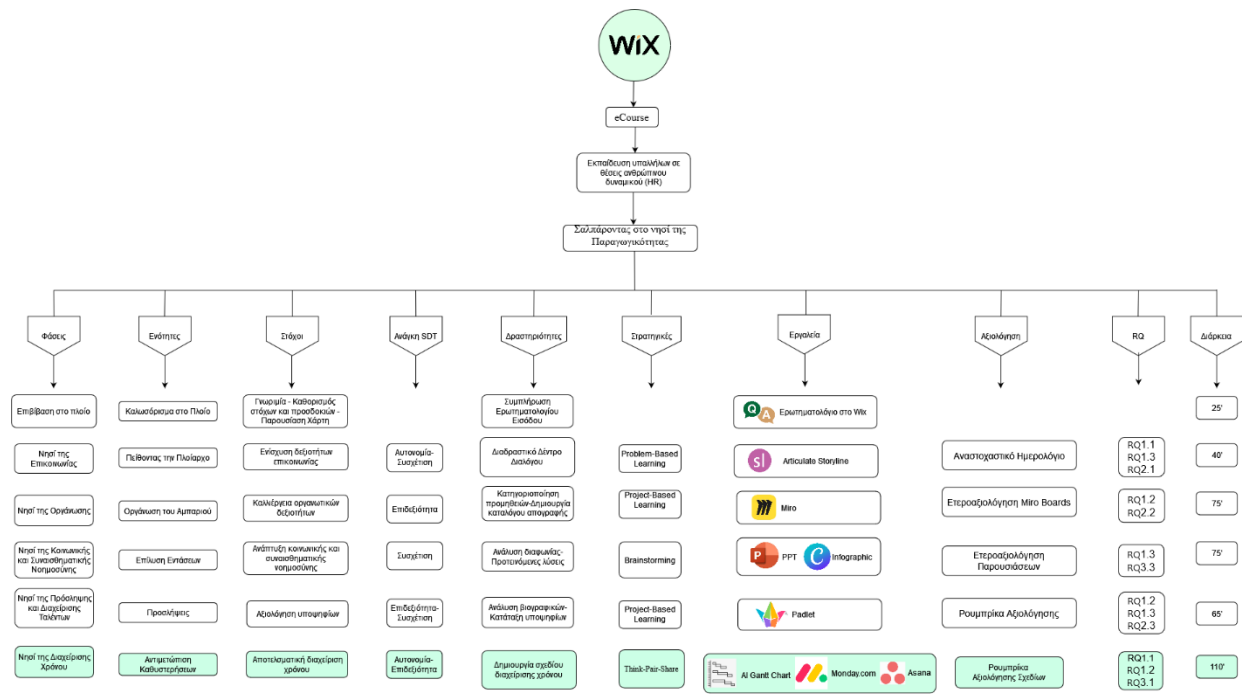 WiX
eCourse
Εκπαίδευση υπαλλήλων σε
θέσεις ανθρώπινου
δυναμικού (HR)
Σαλπάροντας στο νησί της
Παραγωγικότητας
Φάσεις
Ενότητες
Στόχοι
Ανάγκη SDT
Δραστηριότητες
Στρατηγικές
Εργαλεία
Αξιολόγηση
RQ
Διάρκεια
Επιβίβαση στο πλοίο
Καλωσόρισμα στο Πλοίο
Γνωριμία - Καθορισμός
στόχων και προσδοκιών -
Παρουσίαση Χάρτη
Συμπλήρωση
Ερωτηματολογίου
Εισόδου
Q A
Ερωτηματολόγιο στο Wix
25'
Νησί της
Επικοινωνίας
Πείθοντας την Πλοίαρχο
Ενίσχυση δεξιοτήτων
επικοινωνίας
Αυτονομία-
Συσχέτιση
Διαδραστικό Δέντρο
Διαλόγου
Problem-Based
Learning
sl
Articulate Storyline
Αναστοχαστικό Ημερολόγιο
RQ1.1
RQ1.3
RQ2.1
40'
Νησί της Οργάνωσης
Οργάνωση του Αμπαριού
Καλλιέργεια οργανωτικών
δεξιοτήτων
Επιδεξιότητα
Κατηγοριοποίηση
προμηθειών-Δημιουργία
καταλόγου απογραφής
Project-Based
Learning
Miro
Ετεροαξιολόγηση Miro Boards
RQ1.2
RQ2.2
75'
Νησί της Κοινωνικής
και Συναισθηματικής
Νοημοσύνης
Επίλυση Εντάσεων
Ανάπτυξη κοινωνικής και
συναισθηματικής
νοημοσύνης
Συσχέτιση
Ανάλυση διαφωνίας-
Προτεινόμενες λύσεις
Brainstorming
P
PPT
C
Infographic
Ετεροαξιολόγηση
Παρουσιάσεων
RQ1.3
RQ3.3
75'
Νησί της Πρόσληψης
και Διαχείρισης
Ταλέντων
Προσλήψεις
Αξιολόγηση υποψηφίων
Επιδεξιότητα-
Συσχέτιση
Ανάλυση βιογραφικών-
Κατάταξη υποψηφίων
Project-Based
Learning
Padlet
Ρουμπρίκα Αξιολόγησης
RQ1.2
RQ1.3
RQ2.3
65'
Νησί της Διαχείρισης
Χρόνου
Αντιμετώπιση
Καθυστερήσεων
Αποτελαματική διαχείριση
χρόνου
Αυτονομία-
Επιδεξιότητα
Δημιουργία σχεδίου
διαχείρισης χρόνου
Think-Pair-Share
AI Gantt Chart
Monday.com
Asana
Ρουμπρίκα
Αξιολόγησης Σχεδίων
RQ1.1
RQ1.2
RQ3.1
110'